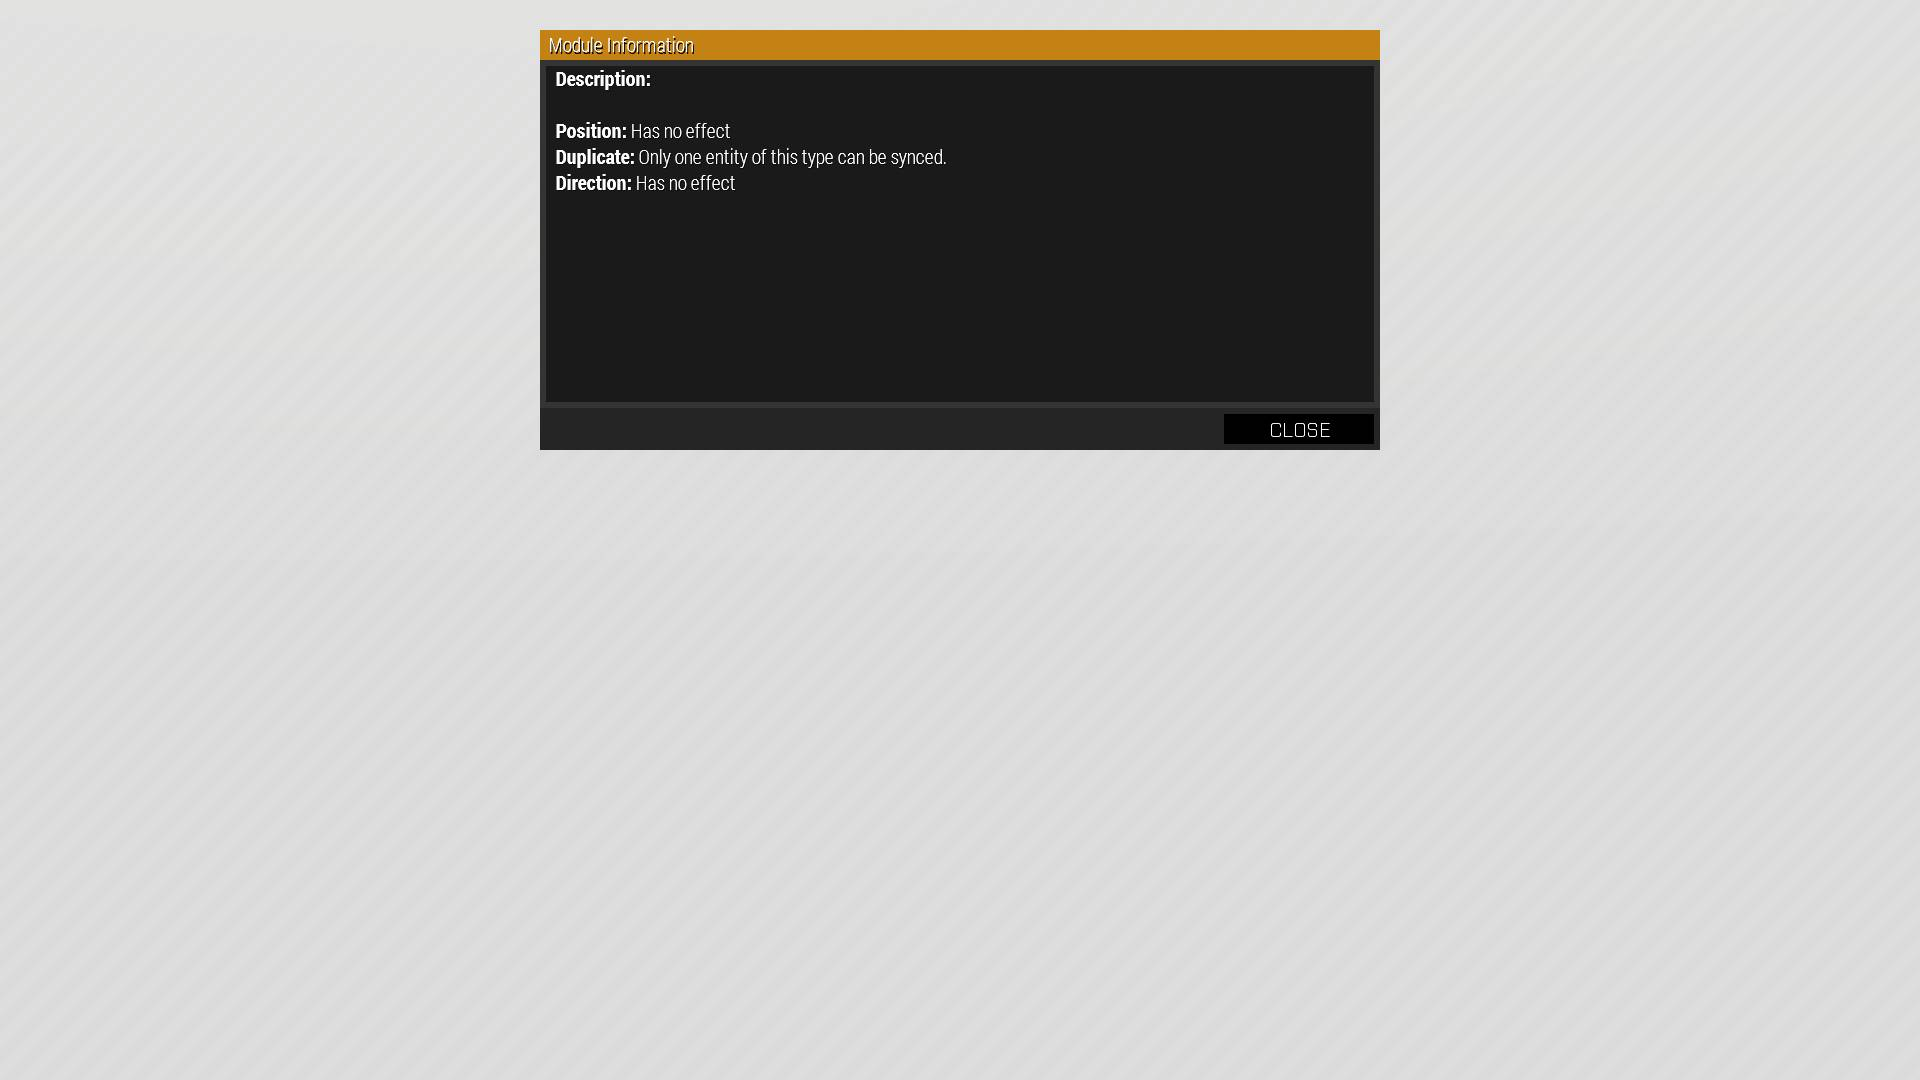 Module Information
Description:
Position: Has no effect
Duplicate: Only one entity of this type can be synced.
Direction: Has no effect
CLOSE